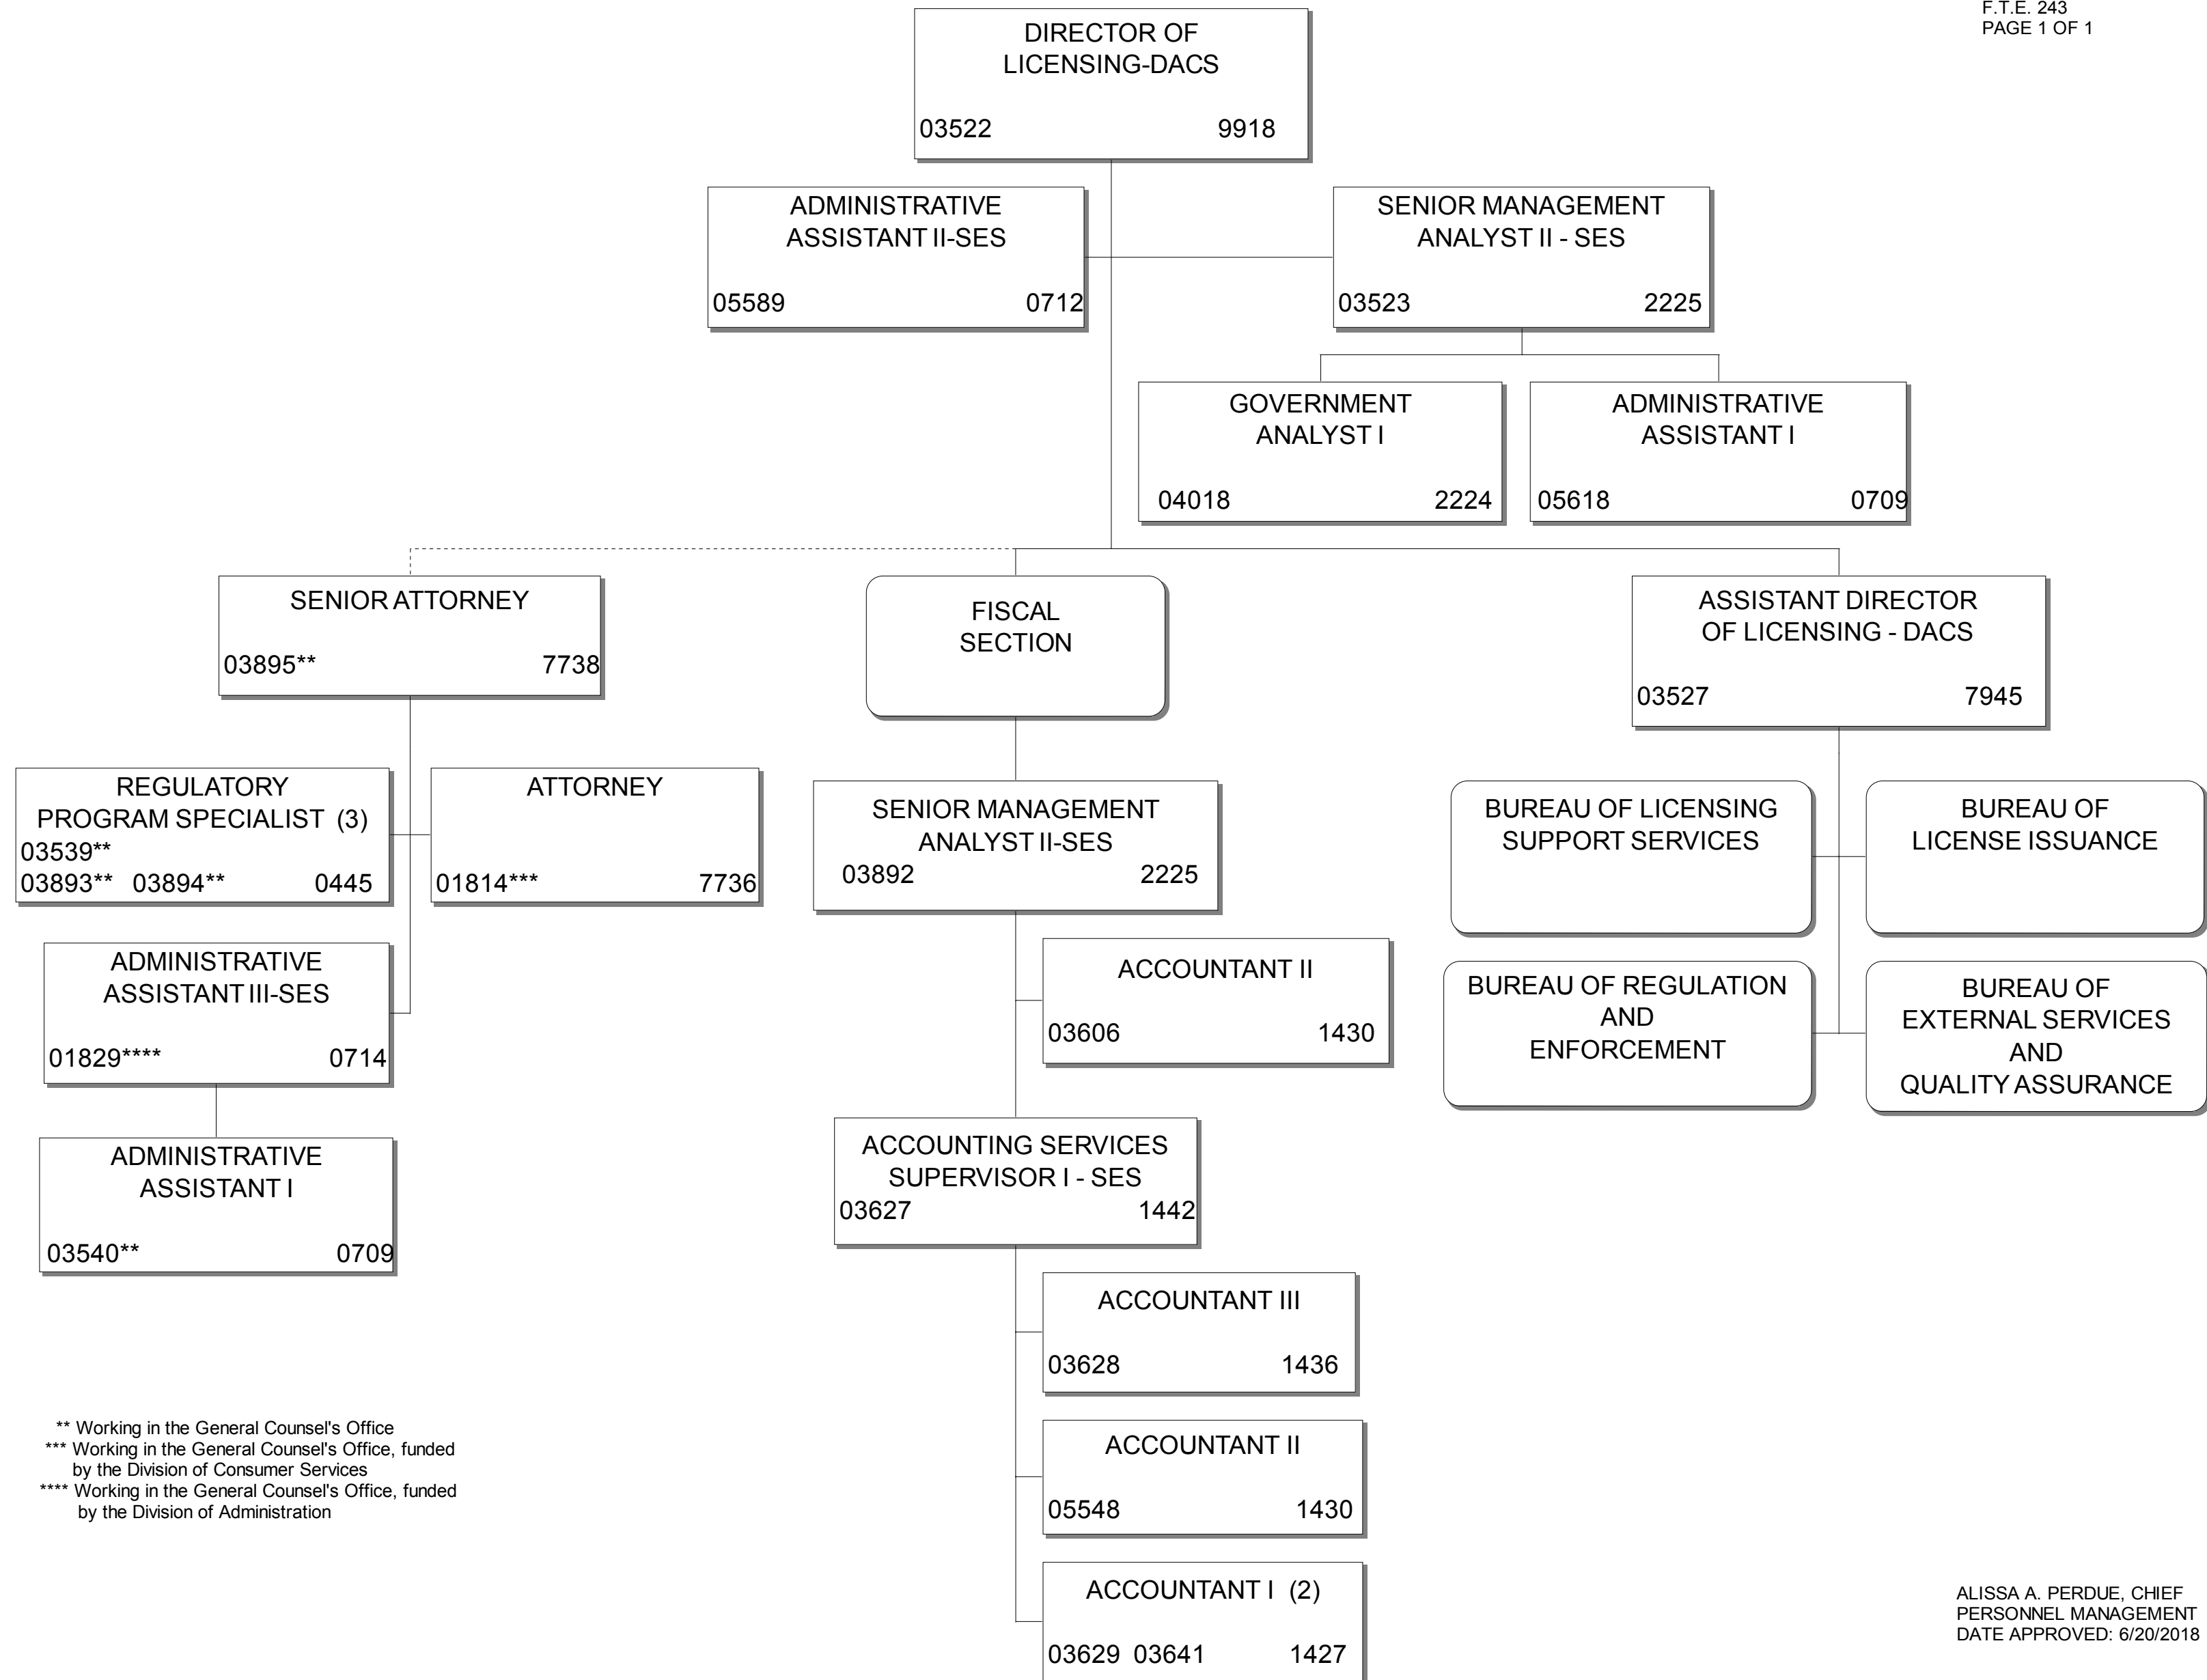 F.T.E. 243
PAGE 1 OF 1
DIRECTOR OF
LICENSING-DACS
03522 9918
ADMINISTRATIVE
ASSISTANT II-SES
05589 0712
SENIOR MANAGEMENT
ANALYST II - SES
03523 2225
GOVERNMENT
ANALYST I
04018 2224
ADMINISTRATIVE
ASSISTANT I
05618 0709
SENIOR ATTORNEY
03895** 7738
FISCAL
SECTION
ASSISTANT DIRECTOR
OF LICENSING - DACS
03527 7945
REGULATORY
PROGRAM SPECIALIST (3)
03539**
03893** 03894** 0445
ATTORNEY
01814*** 7736
SENIOR MANAGEMENT
ANALYST II-SES
03892 2225
BUREAU OF LICENSING
SUPPORT SERVICES
BUREAU OF
LICENSE ISSUANCE
ADMINISTRATIVE
ASSISTANT III-SES
01829**** 0714
ACCOUNTANT II
03606 1430
BUREAU OF REGULATION
AND
ENFORCEMENT
BUREAU OF
EXTERNAL SERVICES
AND
QUALITY ASSURANCE
ADMINISTRATIVE
ASSISTANT I
03540** 0709
ACCOUNTING SERVICES
SUPERVISOR I - SES
03627 1442
ACCOUNTANT III
03628 1436
ACCOUNTANT II
05548 1430
ACCOUNTANT I (2)
03629 03641 1427
** Working in the General Counsel's Office
*** Working in the General Counsel's Office, funded
by the Division of Consumer Services
**** Working in the General Counsel's Office, funded
by the Division of Administration
ALISSA A. PERDUE, CHIEF
PERSONNEL MANAGEMENT
DATE APPROVED: 6/20/2018